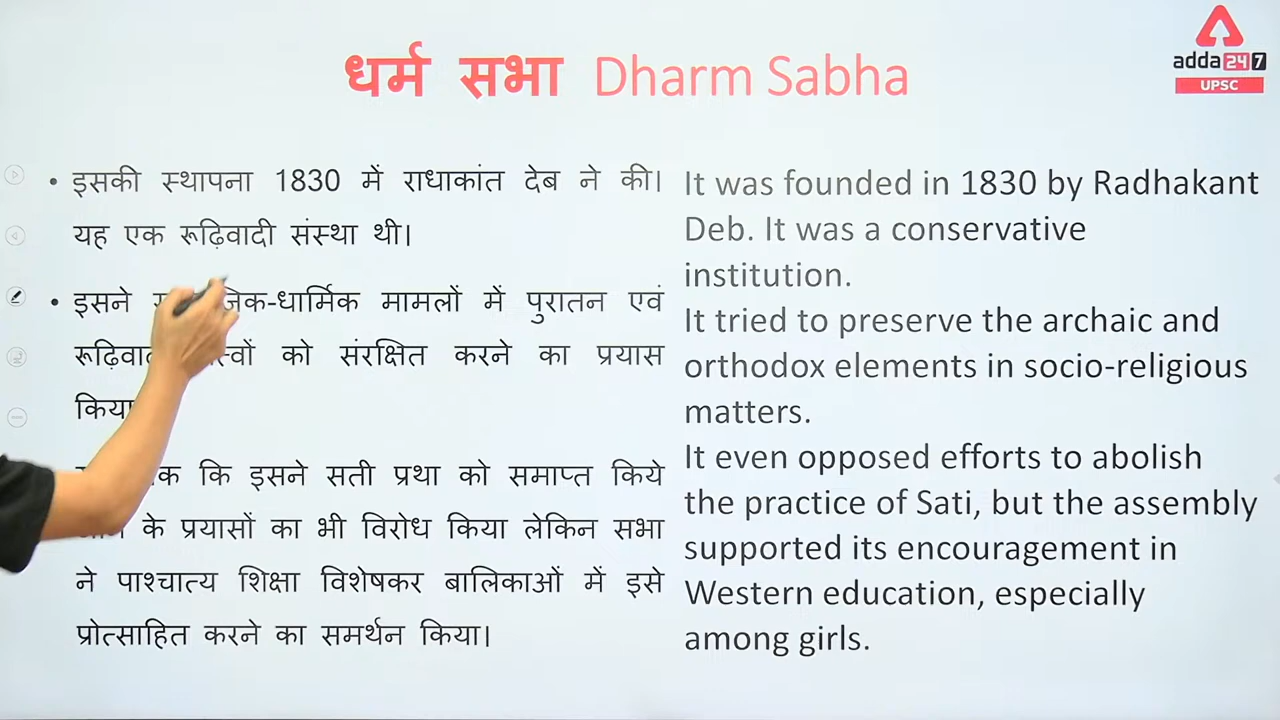 धर्म सभा Dharm Sabha
adda247
UPSC
इसकी स्थापना 1830 में राधाकांत देब ने की।
यह एक रूढ़िवादी संस्था थी।
इसने जिक-धार्मिक मामलों में पुरातन एवं
को संरक्षित करने का प्रयास
किया
कि इसने सती प्रथा को समाप्त किये
के प्रयासों का भी विरोध किया लेकिन सभा
ने पाश्चात्य शिक्षा विशेषकर बालिकाओं में इसे
प्रोत्साहित करने का समर्थन किया।
It was founded in 1830 by Radhakant
Deb. It was a conservative
institution.
It tried to preserve the archaic and
orthodox elements in socio-religious
matters.
It even opposed efforts to abolish
the practice of Sati, but the assembly
supported its encouragement in
Western education, especially
among girls.